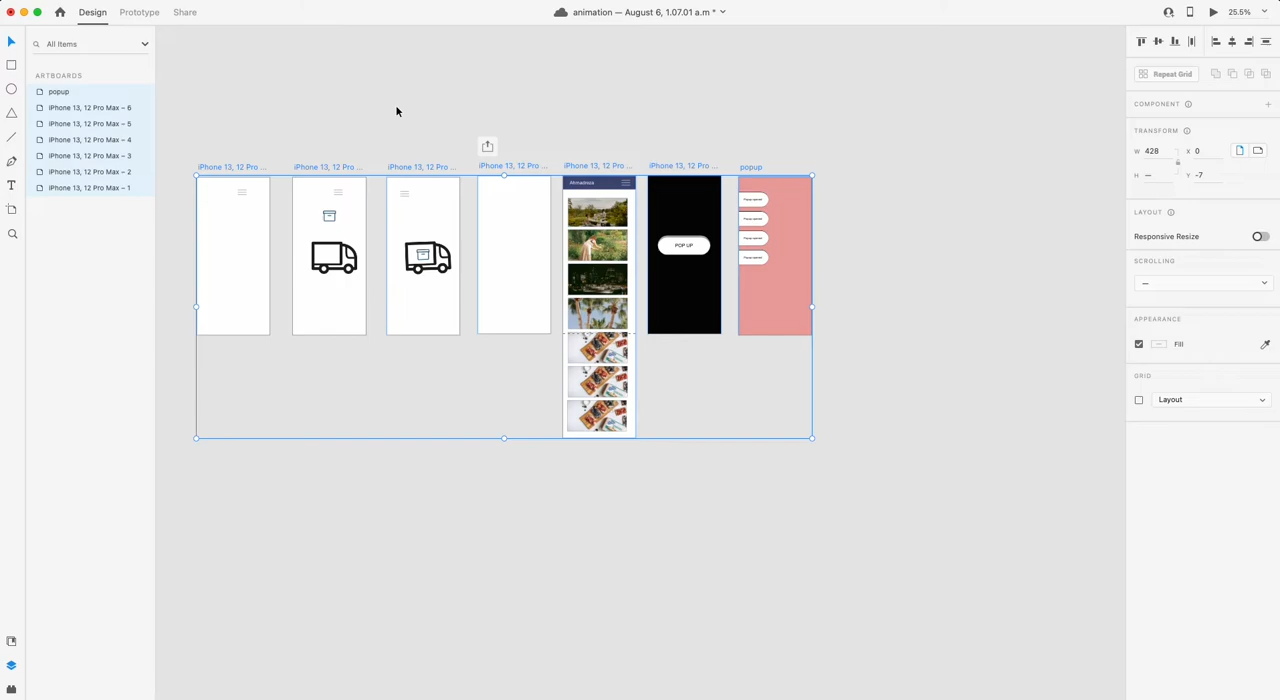 Design
Prototype
Share
animation — August 6, 1.07.01 a.m *
25.5%
All Items
ARTBOARDS
popup
iPhone 13, 12 Pro Max – 6
iPhone 13, 12 Pro Max – 5
iPhone 13, 12 Pro Max – 4
iPhone 13, 12 Pro Max – 3
iPhone 13, 12 Pro Max – 2
iPhone 13, 12 Pro Max – 1
iPhone 13, 12 Pro ...
iPhone 13, 12 Pro ...
iPhone 13, 12 Pro ...
iPhone 13, 12 Pro ...
iPhone 13, 12 Pro ...
iPhone 13, 12 Pro ...
popup
POP UP
Repeat Grid
COMPONENT
TRANSFORM
W 428 X 0
H — Y -7
LAYOUT
Responsive Resize
SCROLLING
—
APPEARANCE
Fill
GRID
Layout